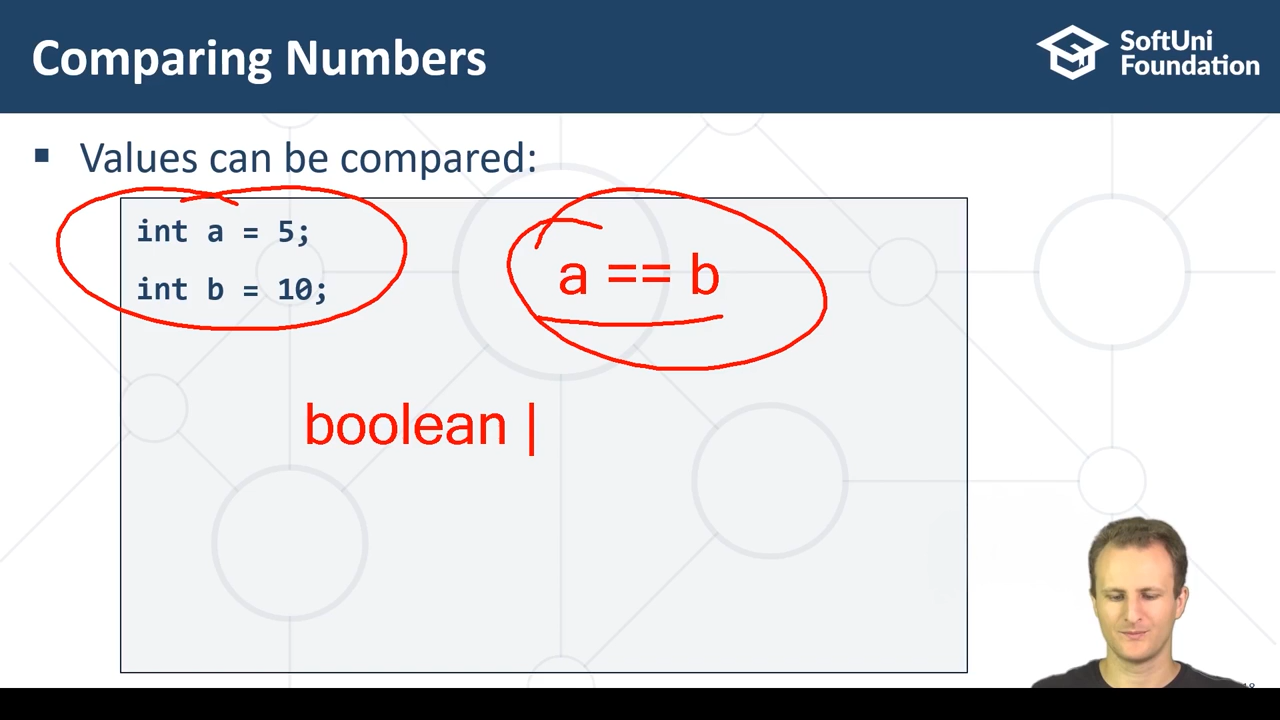 Comparing Numbers
SoftUni
Foundation
▪ Values can be compared:
int a = 5;
int b = 10;
a == b
boolean |